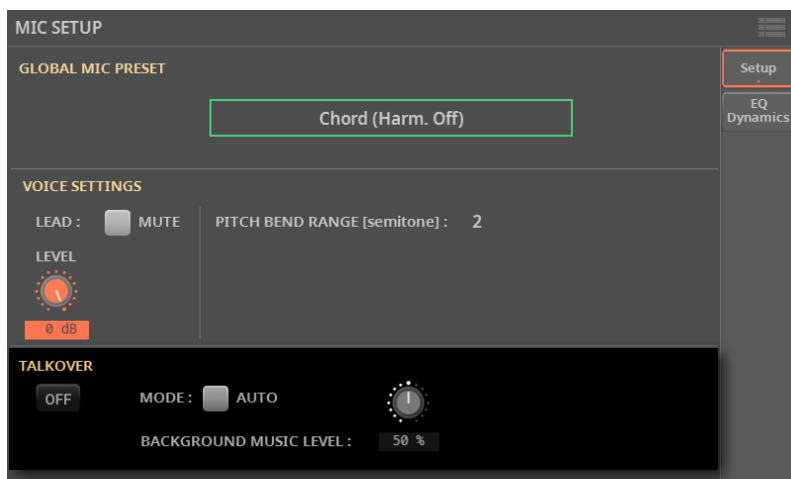 MIC SETUP
GLOBAL MIC PRESET
Setup
EQ
Dynamics
Chord (Harm. Off)
VOICE SETTINGS
LEAD : MUTE PITCH BEND RANGE [semitone] : 2
LEVEL
0 dB
TALKOVER
OFF MODE : AUTO
BACKGROUND MUSIC LEVEL : 50 %